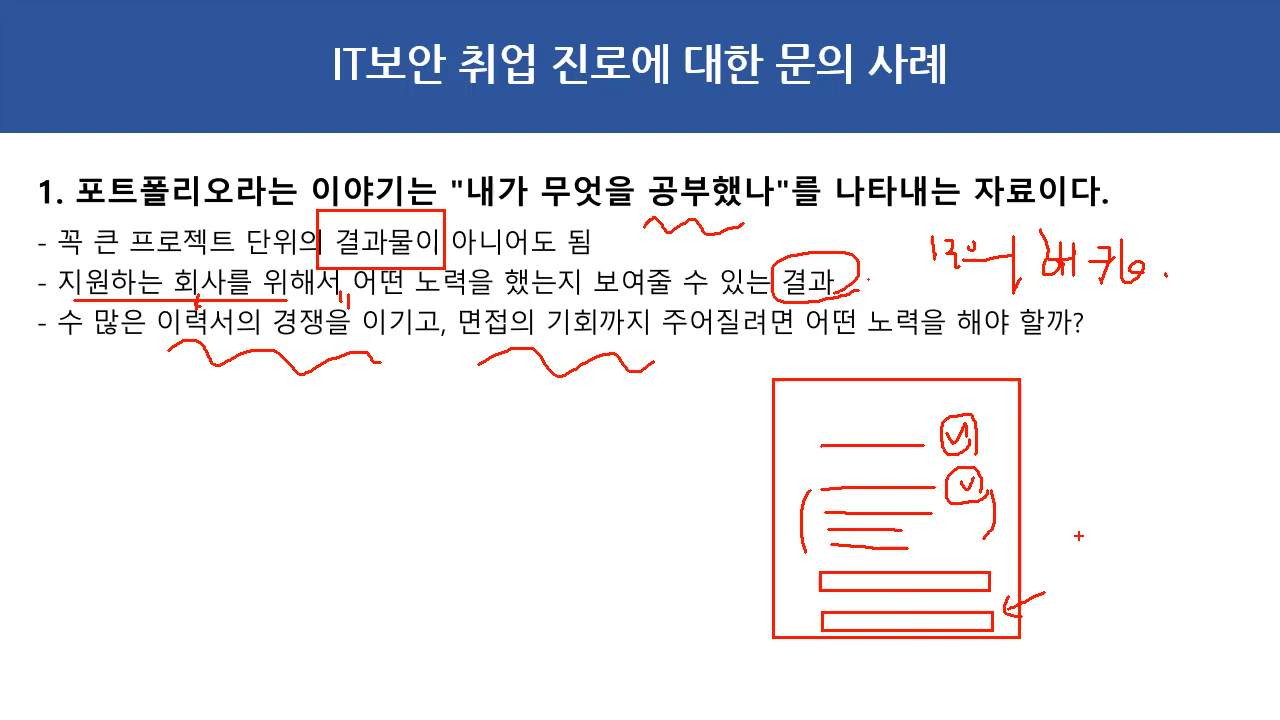 IT보안 취업 진로에 대한 문의 사례
1. 포트폴리오라는 이야기는 "내가 무엇을 공부했나"를 나타내는 자료이다.
- 꼭 큰 프로젝트 단위의 결과물이 아니어도 됨
- 지원하는 회사를 위해서 어떤 노력을 했는지 보여줄 수 있는 결과
- 수 많은 이력서의 경쟁을 이기고, 면접의 기회까지 주어질려면 어떤 노력을 해야 할까?
모의 해킹.